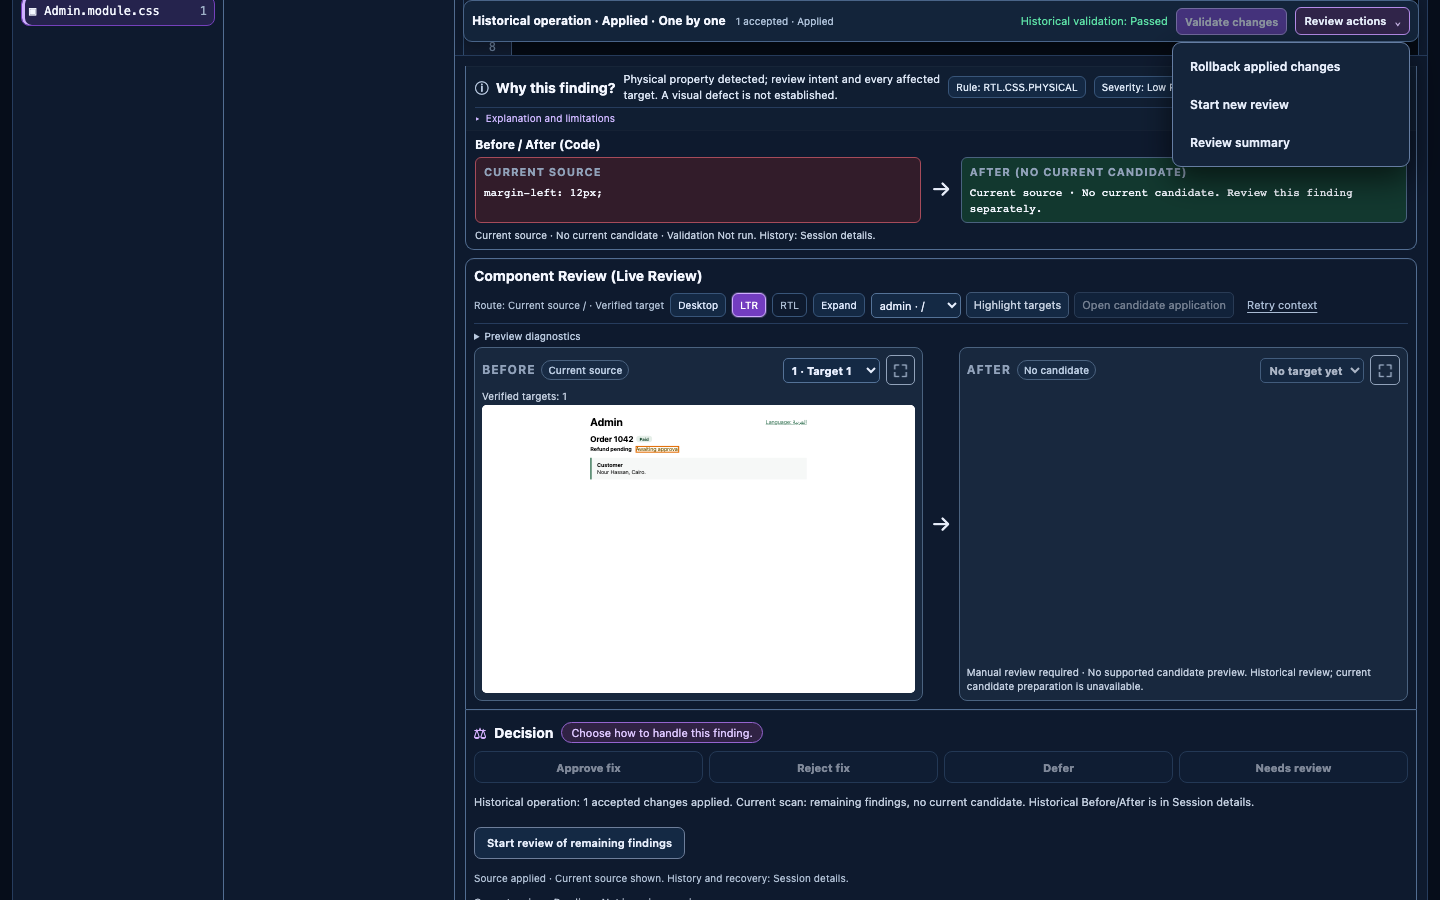 Admin.module.css 1
Historical operation · Applied · One by one 1 accepted · Applied Historical validation: Passed Validate changes Review actions
8
Rollback applied changes
Start new review
Review summary
Why this finding? Physical property detected; review intent and every affected
target. A visual defect is not established.
Rule: RTL.CSS.PHYSICAL Severity: Low
Explanation and limitations
Before / After (Code)
CURRENT SOURCE
margin-left: 12px;
AFTER (NO CURRENT CANDIDATE)
Current source · No current candidate. Review this finding
separately.
Current source · No current candidate · Validation Not run. History: Session details.
Component Review (Live Review)
Route: Current source / · Verified target Desktop LTR RTL Expand admin · / Highlight targets Open candidate application Retry context
Preview diagnostics
BEFORE Current source 1 · Target 1
Verified targets: 1
Admin
Language: العربية
Order 1042 Paid
Refund pending Awaiting approval
Customer
Nour Hassan, Cairo.
AFTER No candidate No target yet
Manual review required · No supported candidate preview. Historical review; current
candidate preparation is unavailable.
Decision Choose how to handle this finding.
Approve fix Reject fix Defer Needs review
Historical operation: 1 accepted changes applied. Current scan: remaining findings, no current candidate. Historical Before/After is in Session details.
Start review of remaining findings
Source applied · Current source shown. History and recovery: Session details.